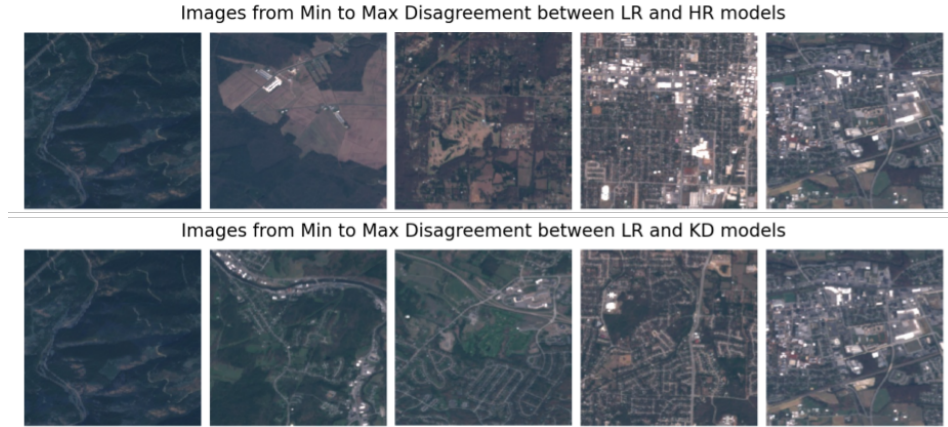 Images from Min to Max Disagreement between LR and HR models
Images from Min to Max Disagreement between LR and KD models